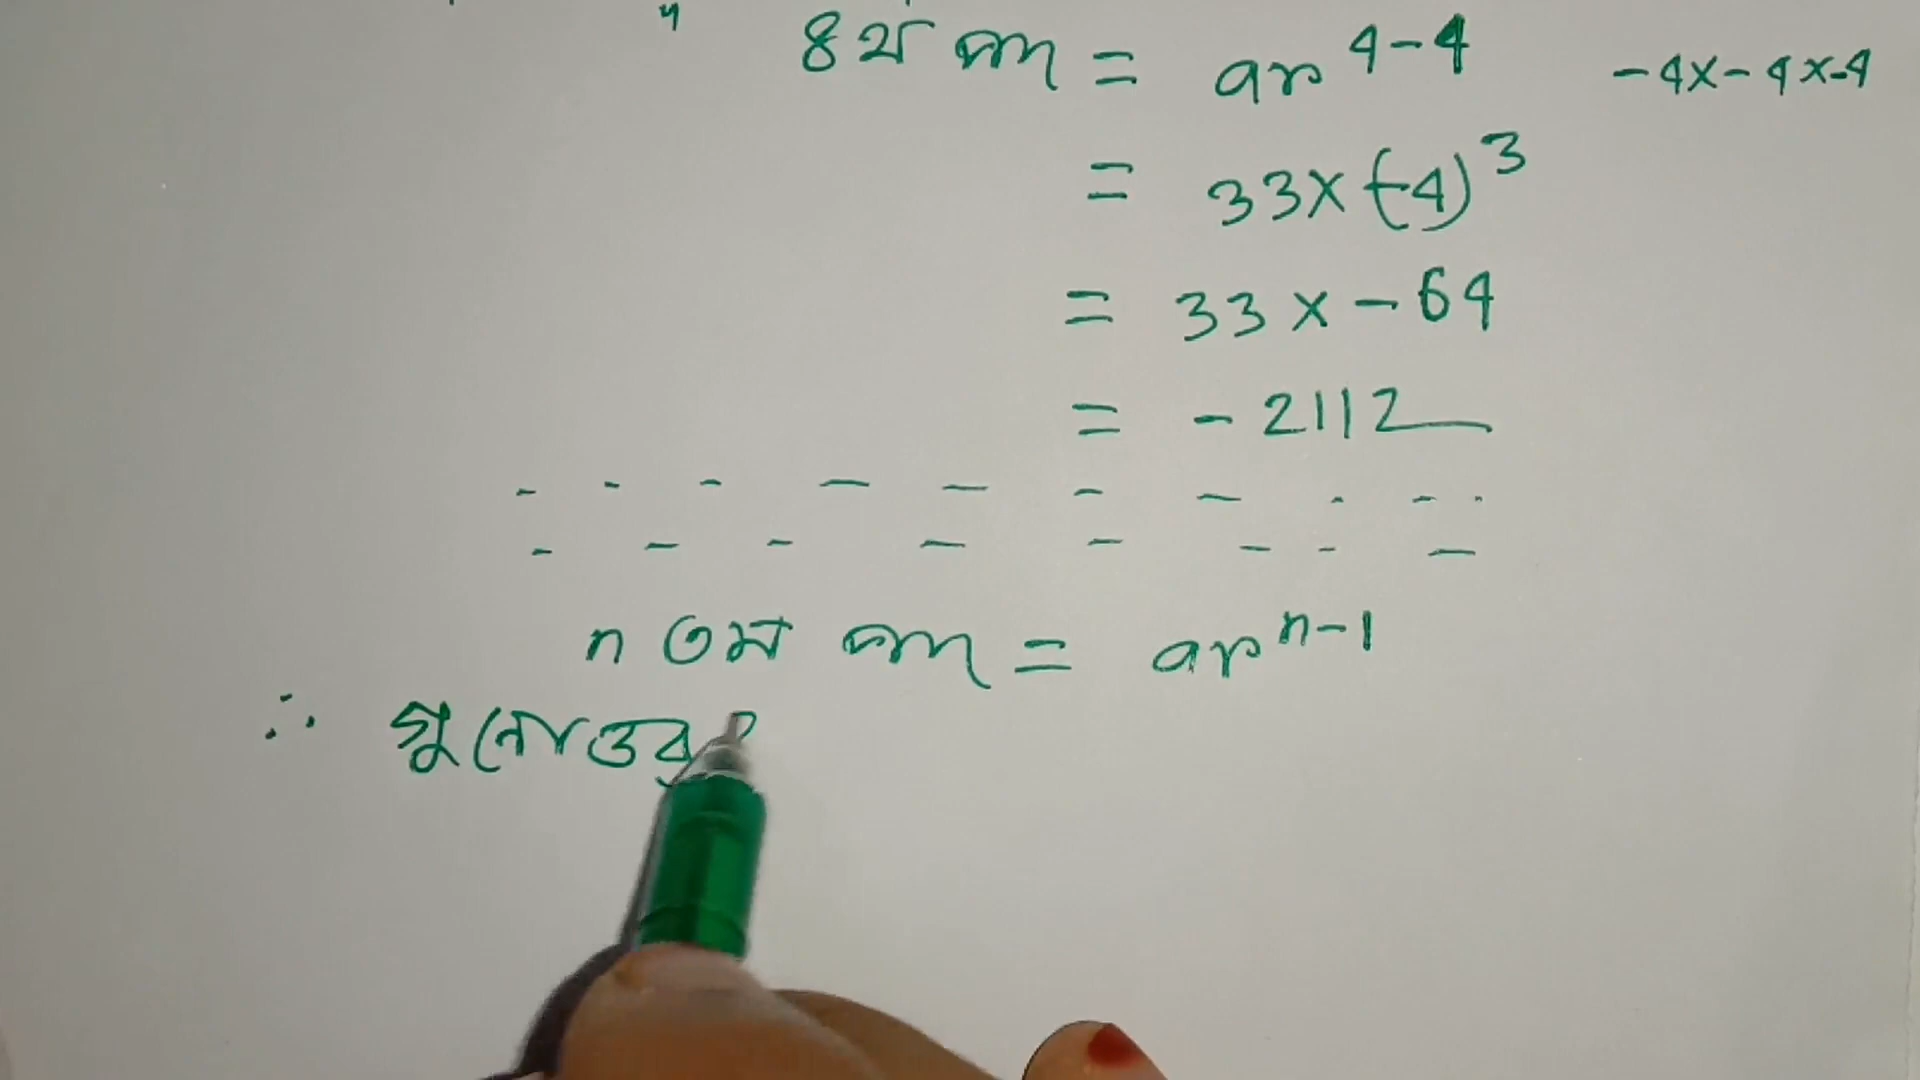 ৪র্থ পদ = ar^4-4 -4x-4x-4
= 33x(-4)^3
= 33x-64
= -2112
- - - - - - - - - -
- - - - - - - -
n তম পদ = ar^n-1
∴ গুনোত্তর